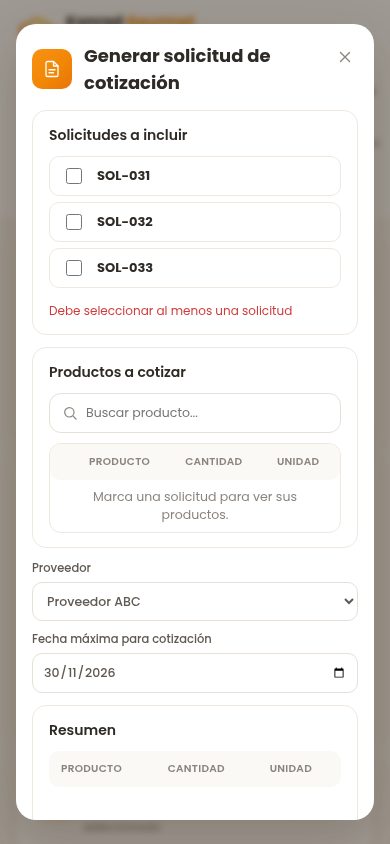 Generar solicitud de
cotización
Solicitudes a incluir
SOL-031
SOL-032
SOL-033
Debe seleccionar al menos una solicitud
Productos a cotizar
Buscar producto...
PRODUCTO CANTIDAD UNIDAD
Marca una solicitud para ver sus
productos.
Proveedor
Proveedor ABC
Fecha máxima para cotización
30/11/2026
Resumen
PRODUCTO CANTIDAD UNIDAD